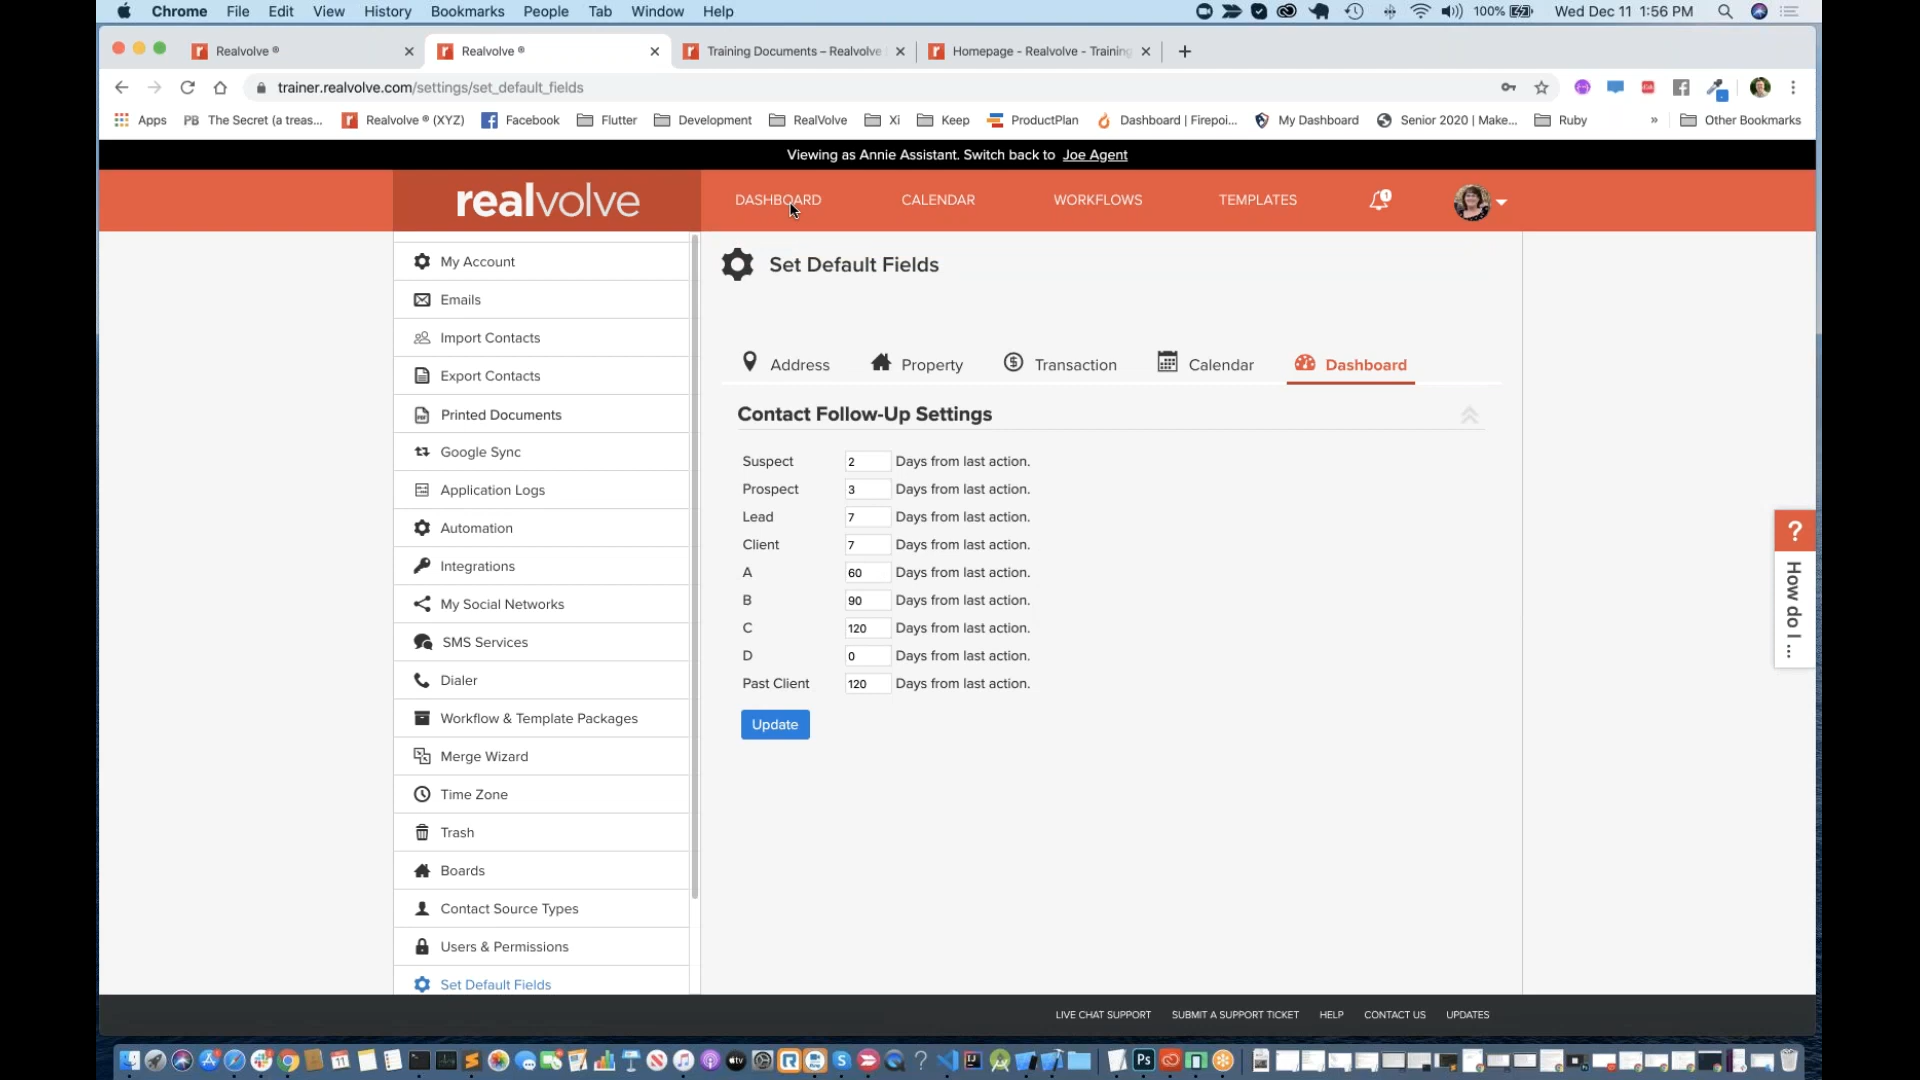 Chrome File Edit View History Bookmarks People Tab Window Help 100% Wed Dec 11 1:56 PM
Realvolve ® Realvolve ® Training Documents – Realvolve Homepage - Realvolve - Training
trainer.realvolve.com/settings/set_default_fields
Apps PB The Secret (a treas... Realvolve ® (XYZ) Facebook Flutter Development RealVolve Xi Keep ProductPlan Dashboard | Firepoi... My Dashboard Senior 2020 | Make... Ruby » Other Bookmarks
Viewing as Annie Assistant. Switch back to Joe Agent
realvolve DASHBOARD CALENDAR WORKFLOWS TEMPLATES 1
My Account
Emails
Import Contacts
Export Contacts
Printed Documents
Google Sync
Application Logs
Automation
Integrations
My Social Networks
SMS Services
Dialer
Workflow & Template Packages
Merge Wizard
Time Zone
Trash
Boards
Contact Source Types
Users & Permissions
Set Default Fields
Set Default Fields
Address Property Transaction Calendar Dashboard
Contact Follow-Up Settings
Suspect 2 Days from last action.
Prospect 3 Days from last action.
Lead 7 Days from last action.
Client 7 Days from last action.
A 60 Days from last action.
B 90 Days from last action.
C 120 Days from last action.
D 0 Days from last action.
Past Client 120 Days from last action.
Update
? How do I ...
LIVE CHAT SUPPORT SUBMIT A SUPPORT TICKET HELP CONTACT US UPDATES